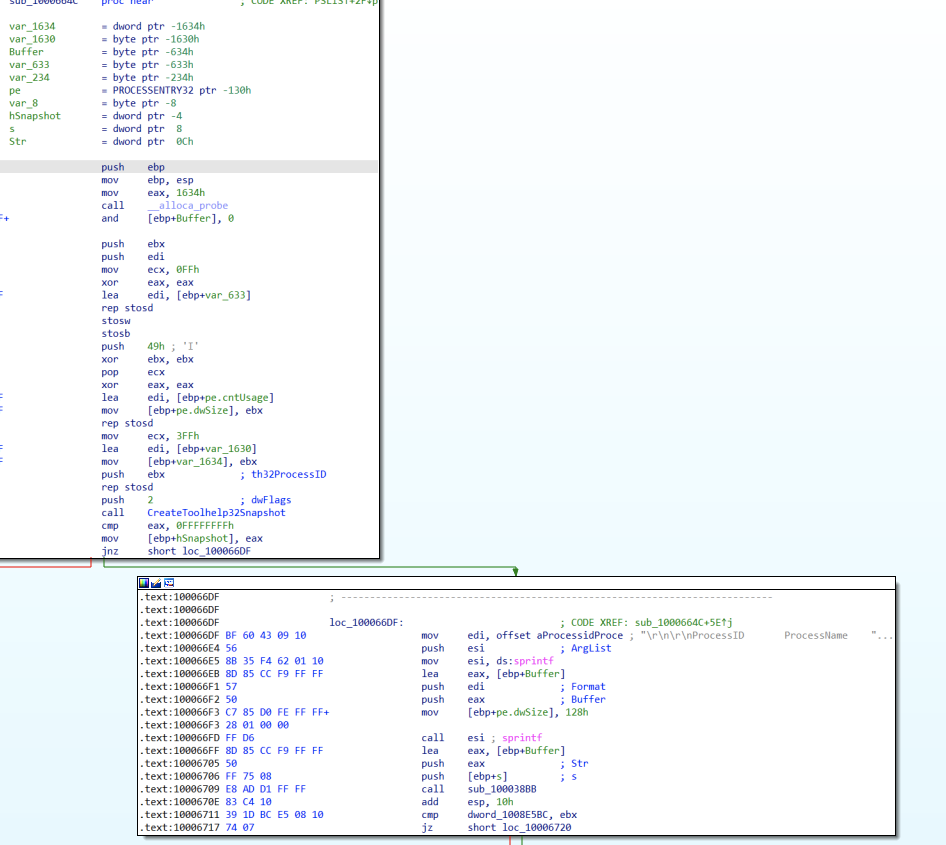 sub_1000664C proc near ; CODE XREF: PSLIST+2F↓p
var_1634 = dword ptr -1634h
var_1630 = byte ptr -1630h
Buffer = byte ptr -634h
var_633 = byte ptr -633h
var_234 = byte ptr -234h
pe = PROCESSENTRY32 ptr -130h
var_8 = byte ptr -8
hSnapshot = dword ptr -4
s = dword ptr 8
Str = dword ptr 0Ch
push ebp
mov ebp, esp
mov eax, 1634h
call __alloca_probe
F+ and [ebp+Buffer], 0
push ebx
push edi
mov ecx, 0FFh
xor eax, eax
F lea edi, [ebp+var_633]
rep stosd
stosw
stosb
push 49h ; 'I'
xor ebx, ebx
pop ecx
xor eax, eax
F lea edi, [ebp+pe.cntUsage]
F mov [ebp+pe.dwSize], ebx
rep stosd
mov ecx, 3FFh
F lea edi, [ebp+var_1630]
F mov [ebp+var_1634], ebx
push ebx ; th32ProcessID
rep stosd
push 2 ; dwFlags
call CreateToolhelp32Snapshot
cmp eax, 0FFFFFFFFh
mov [ebp+hSnapshot], eax
jnz short loc_100066DF
.text:100066DF ; ---------------------------------------------------------------------------
.text:100066DF
.text:100066DF loc_100066DF: ; CODE XREF: sub_1000664C+5E↑j
.text:100066DF BF 60 43 09 10 mov edi, offset aProcessidProce ; "\r\n\r\nProcessID ProcessName "...
.text:100066E4 56 push esi ; ArgList
.text:100066E5 8B 35 F4 62 01 10 mov esi, ds:sprintf
.text:100066EB 8D 85 CC F9 FF FF lea eax, [ebp+Buffer]
.text:100066F1 57 push edi ; Format
.text:100066F2 50 push eax ; Buffer
.text:100066F3 C7 85 D0 FE FF FF+ mov [ebp+pe.dwSize], 128h
.text:100066F3 28 01 00 00
.text:100066FD FF D6 call esi ; sprintf
.text:100066FF 8D 85 CC F9 FF FF lea eax, [ebp+Buffer]
.text:10006705 50 push eax ; Str
.text:10006706 FF 75 08 push [ebp+s] ; s
.text:10006709 E8 AD D1 FF FF call sub_100038BB
.text:1000670E 83 C4 10 add esp, 10h
.text:10006711 39 1D BC E5 08 10 cmp dword_1008E5BC, ebx
.text:10006717 74 07 jz short loc_10006720